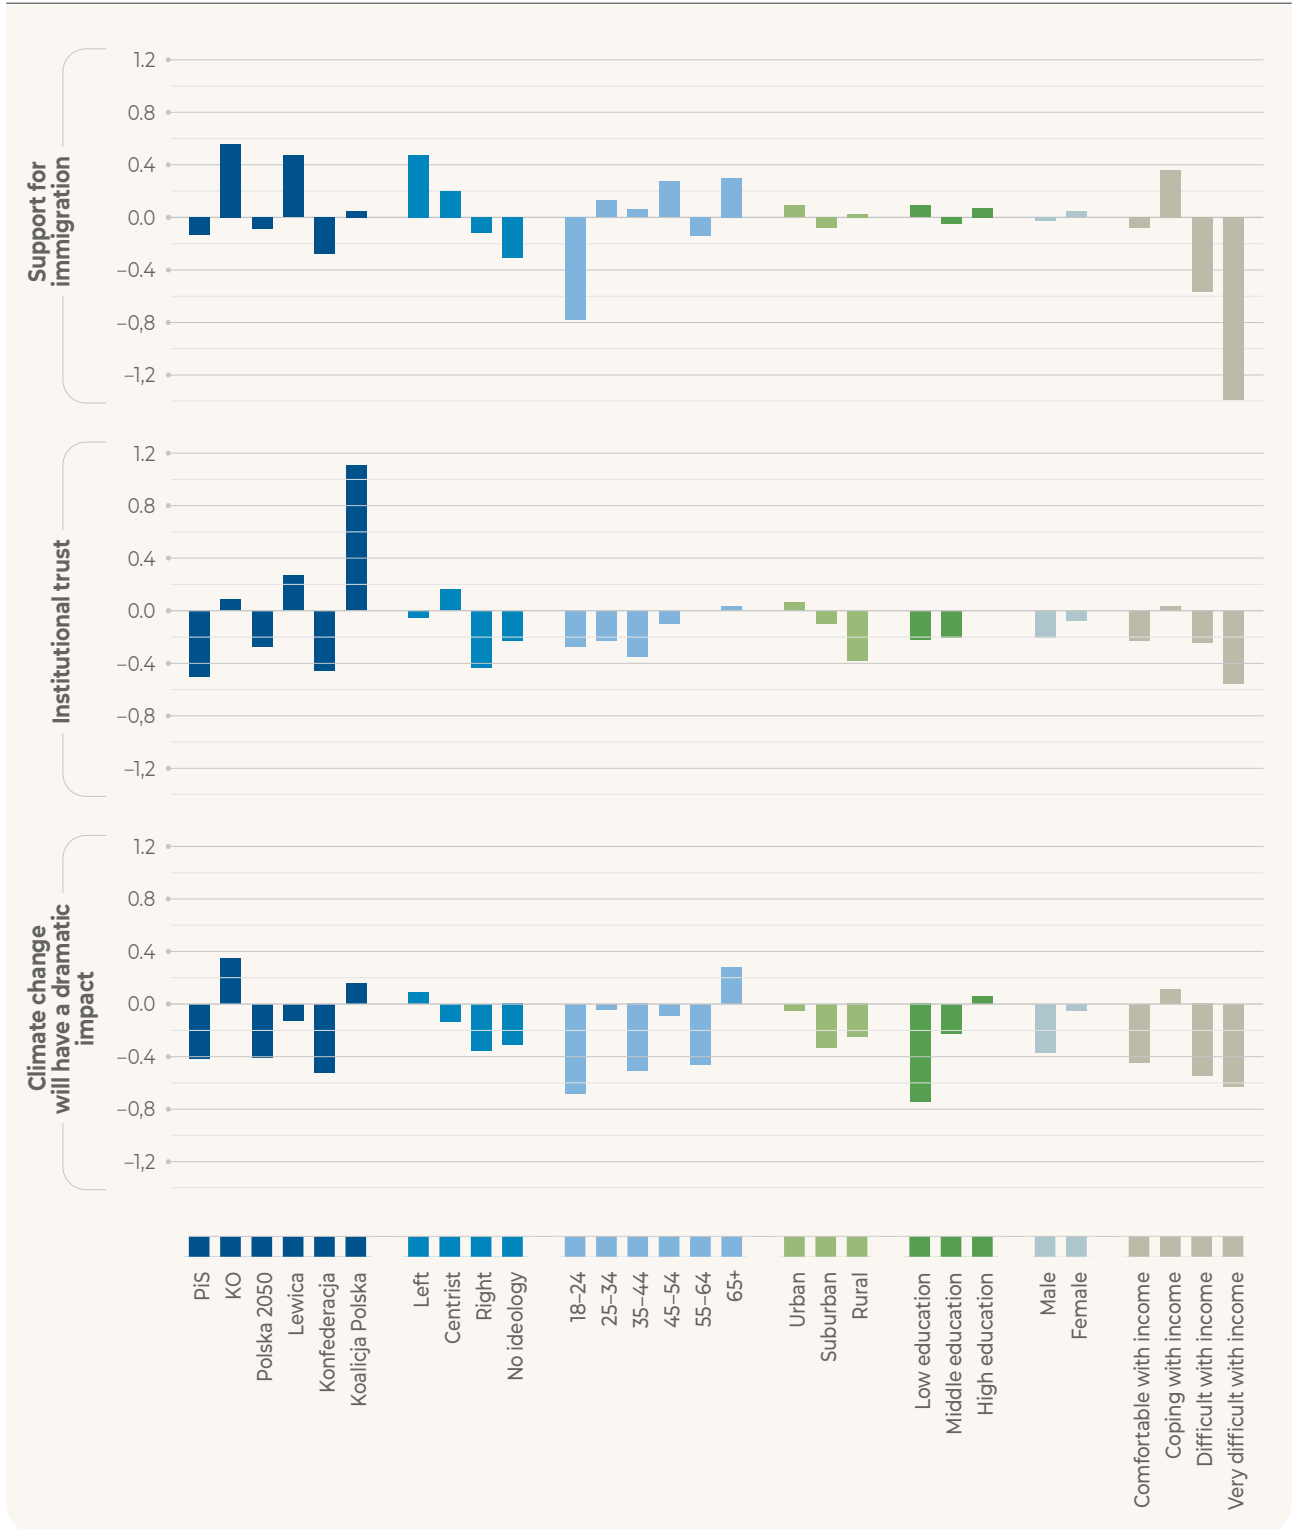 Support for
immigration
1.2
0.8
0.4
0.0
−0.4
−0,8
−1,2
Institutional trust
1.2
0.8
0.4
0.0
−0.4
−0,8
−1,2
Climate change
will have a dramatic
impact
1.2
0.8
0.4
0.0
−0.4
−0,8
−1,2
PiS
KO
Polska 2050
Lewica
Konfederacja
Koalicja Polska
Left
Centrist
Right
No ideology
18–24
25–34
35–44
45–54
55–64
65+
Urban
Suburban
Rural
Low education
Middle education
High education
Male
Female
Comfortable with income
Coping with income
Difficult with income
Very difficult with income